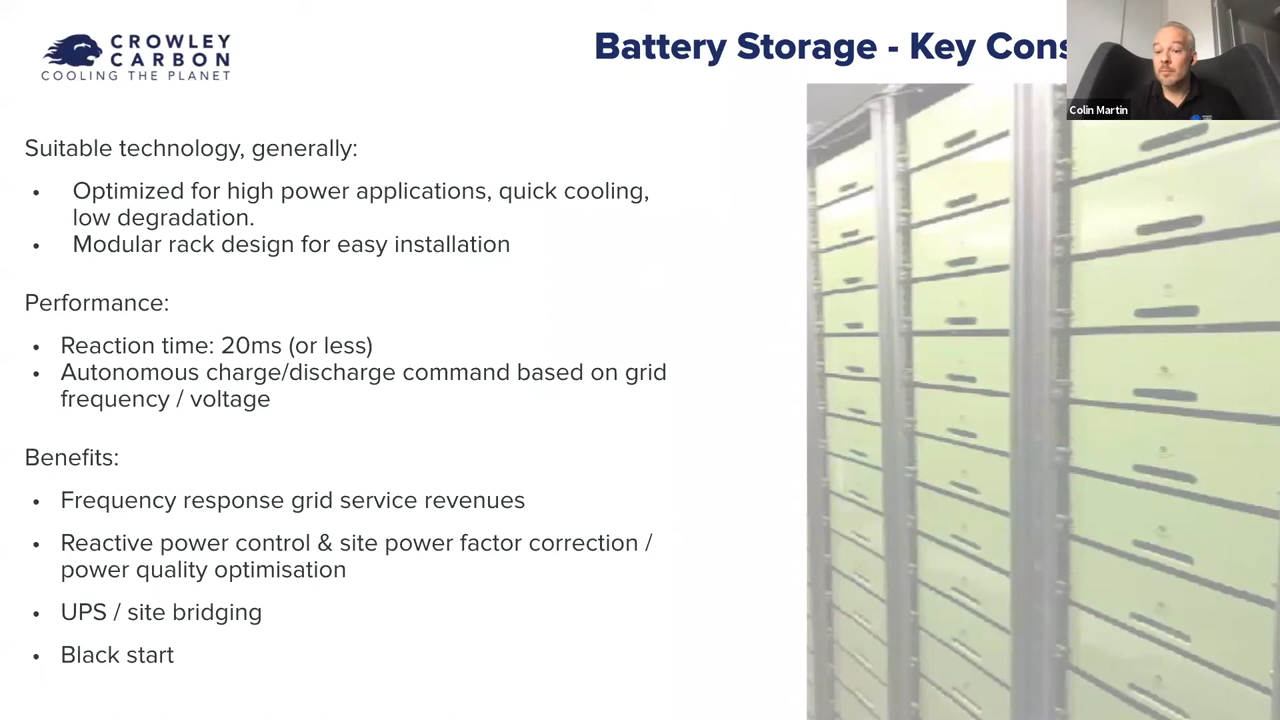 CROWLEY
CARBON
COOLING THE PLANET
Battery Storage - Key Cons
Colin Martin
Suitable technology, generally:
• Optimized for high power applications, quick cooling,
low degradation.
• Modular rack design for easy installation
Performance:
• Reaction time: 20ms (or less)
• Autonomous charge/discharge command based on grid
frequency / voltage
Benefits:
• Frequency response grid service revenues
• Reactive power control & site power factor correction /
power quality optimisation
• UPS / site bridging
• Black start